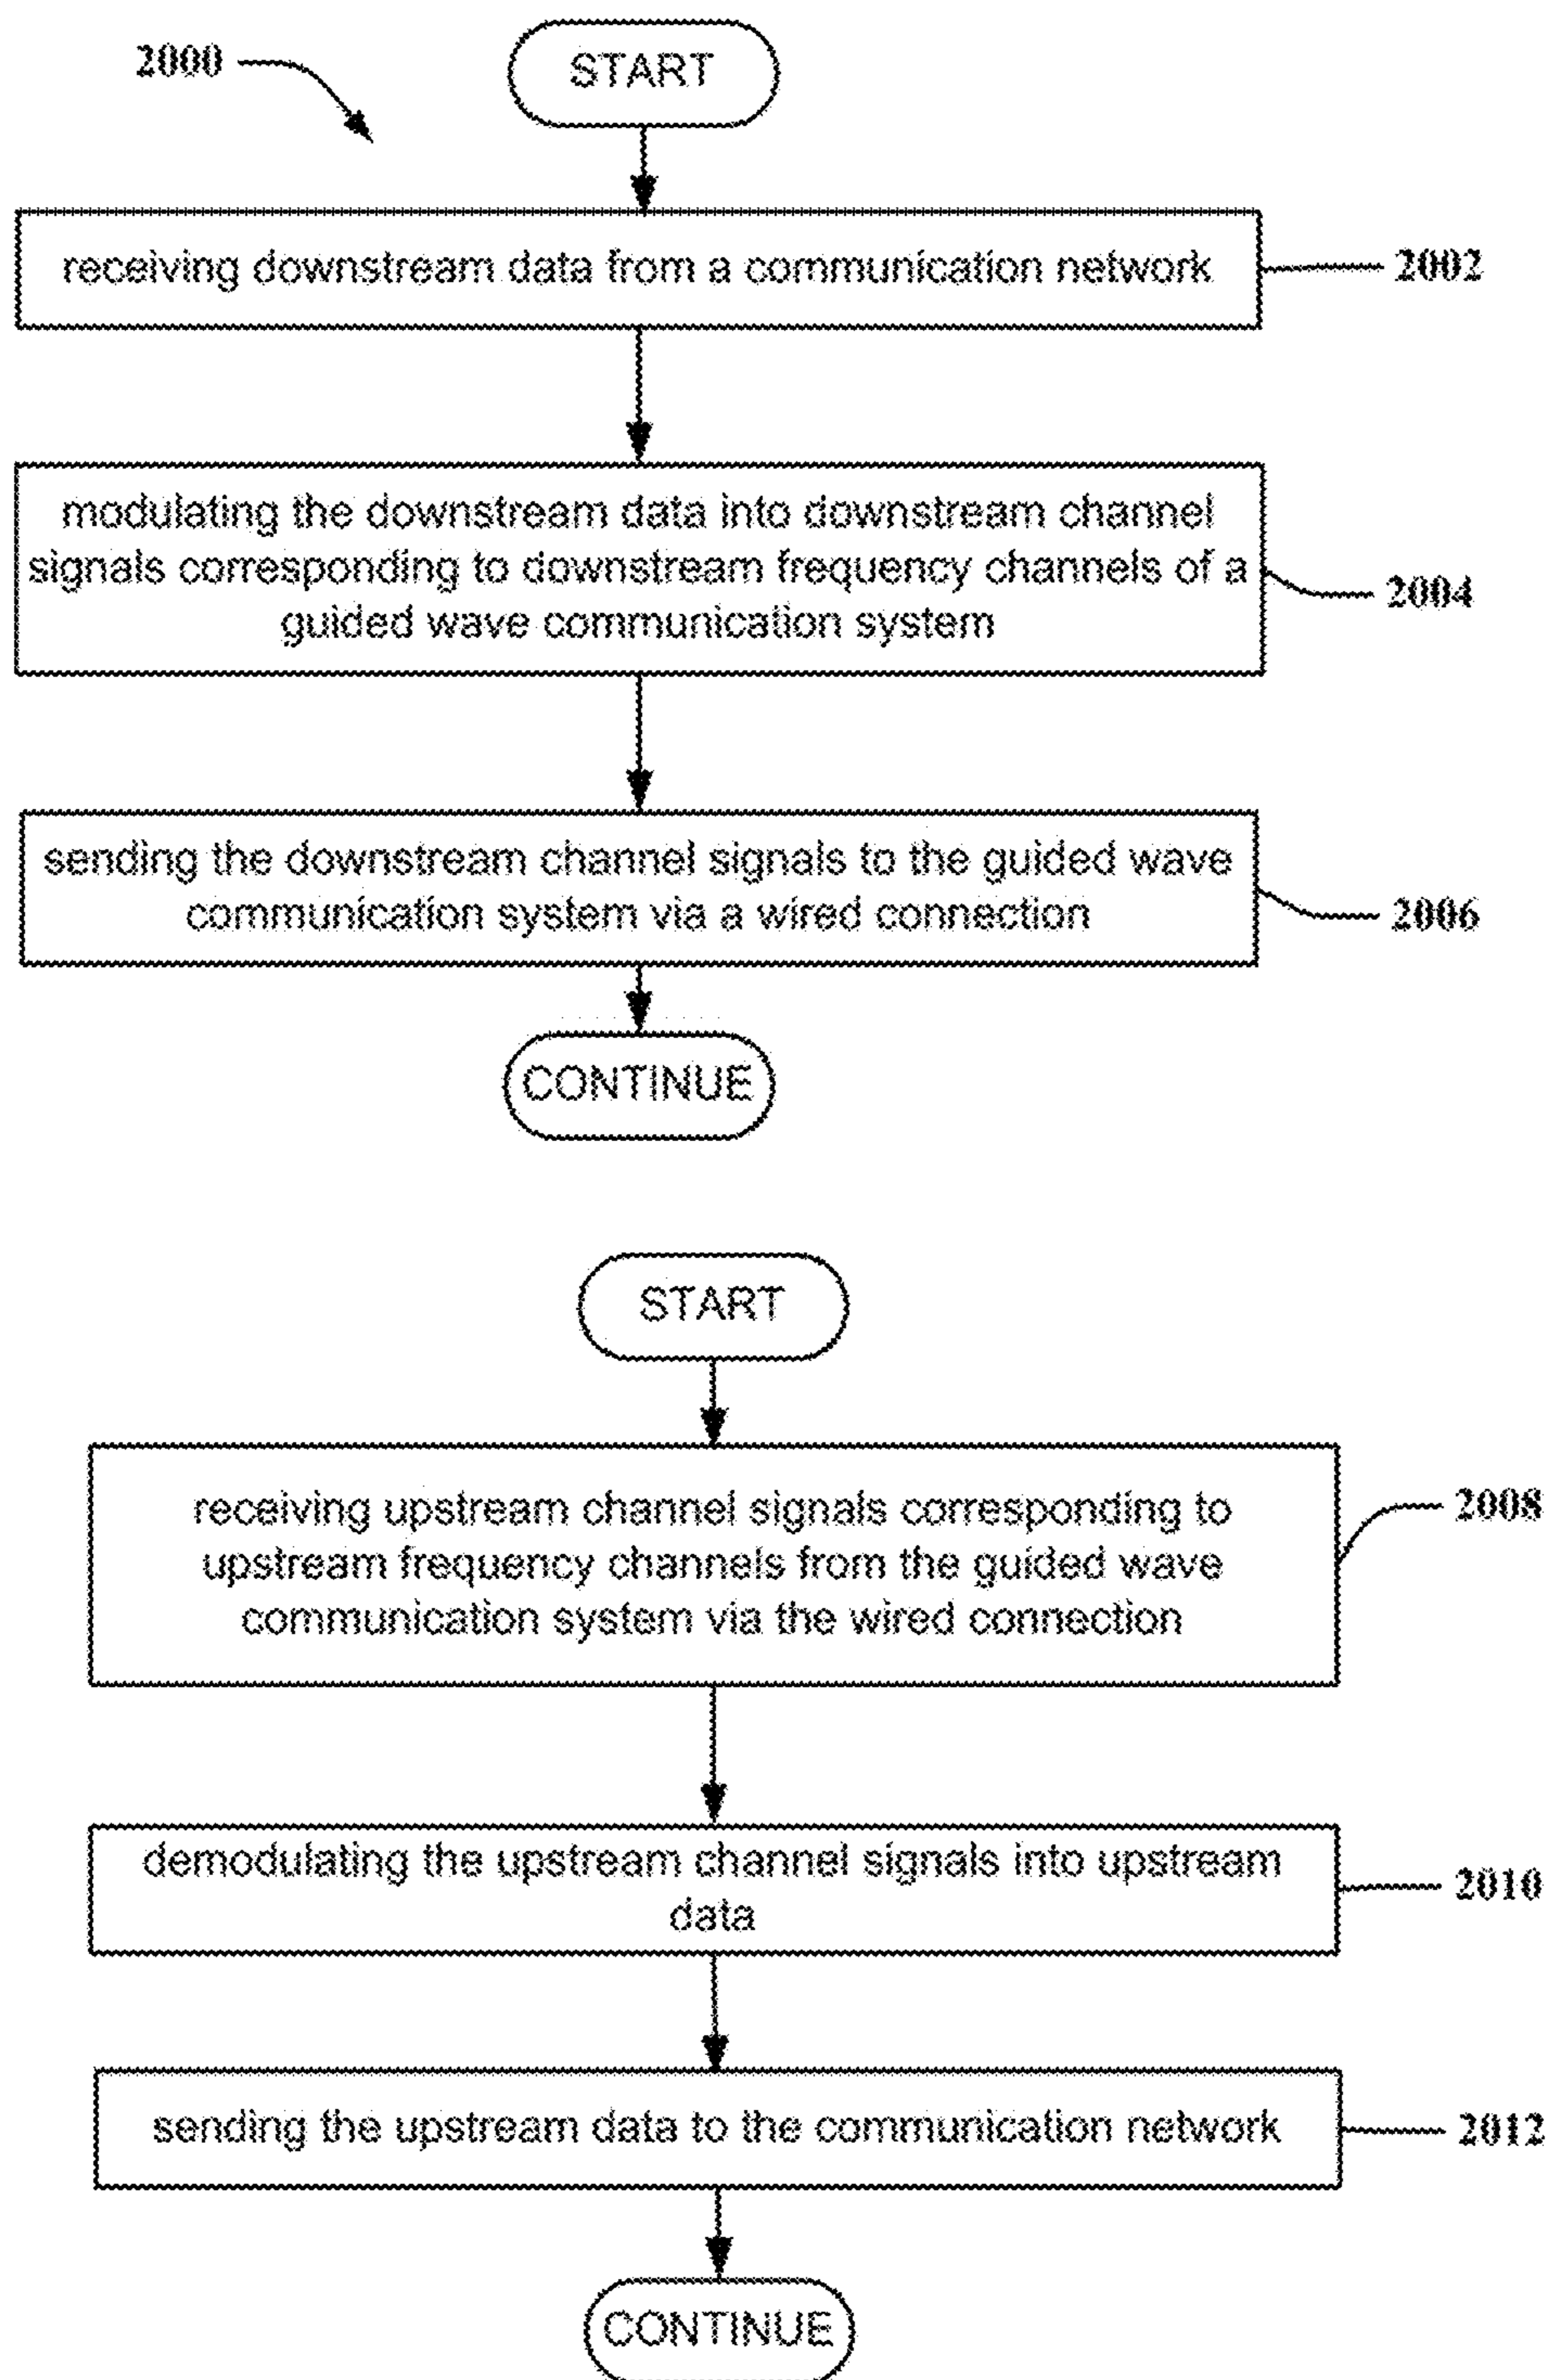 2000
START
receiving downstream data from a communication network
2002
modulating the downstream data into downstream channel
signals corresponding to downstream frequency channels of a
guided wave communication system
2004
sending the downstream channel signals to the guided wave
communication system via a wired connection
2006
CONTINUE
START
receiving upstream channel signals corresponding to
upstream frequency channels from the guided wave
communication system via the wired connection
2008
demodulating the upstream channel signals into upstream
data
2010
sending the upstream data to the communication network
2012
CONTINUE